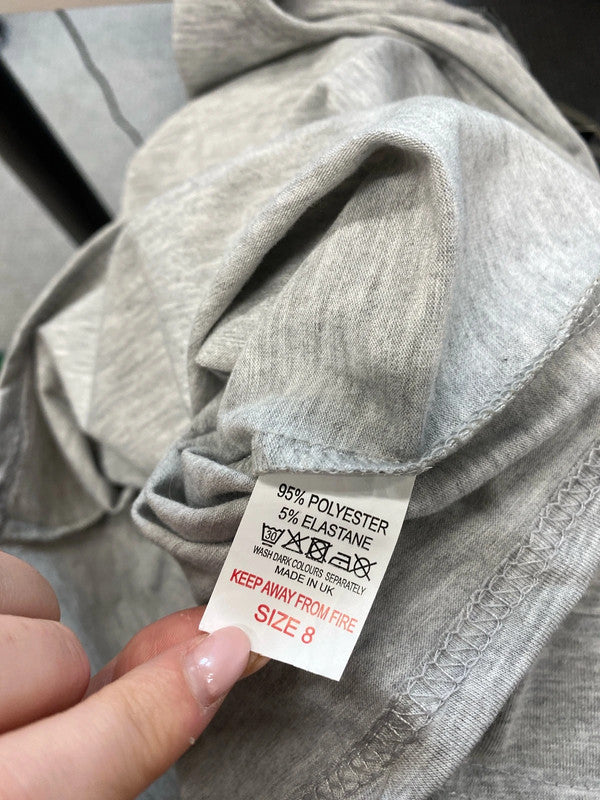 95% POLYESTER
5% ELASTANE
30
WASH DARK COLOURS SEPARATELY
MADE IN UK
KEEP AWAY FROM FIRE
SIZE 8